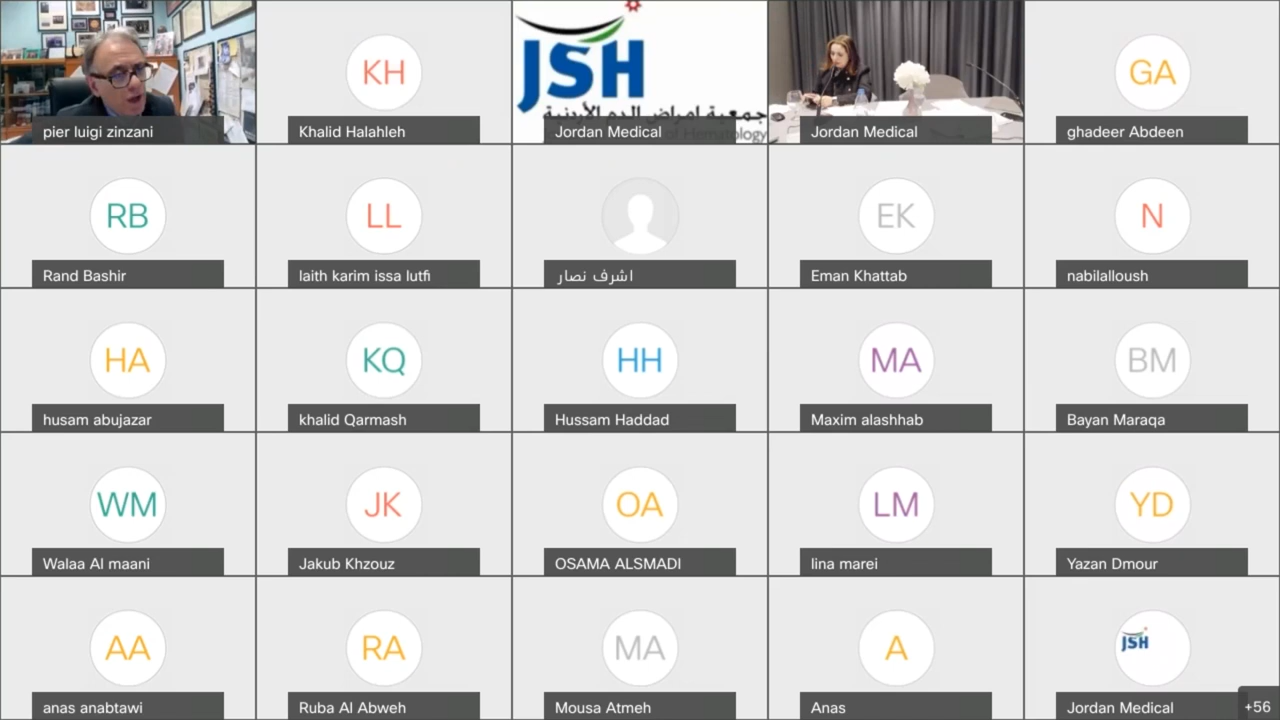 JSH
جمعية امراض الدم الأردنية
of Hematology
pier luigi zinzani
KH
Khalid Halahleh
Jordan Medical
Jordan Medical
GA
ghadeer Abdeen
RB
Rand Bashir
LL
laith karim issa lutfi
اشرف نصار
EK
Eman Khattab
N
nabilalloush
HA
husam abujazar
KQ
khalid Qarmash
HH
Hussam Haddad
MA
Maxim alashhab
BM
Bayan Maraqa
WM
Walaa Al maani
JK
Jakub Khzouz
OA
OSAMA ALSMADI
LM
lina marei
YD
Yazan Dmour
AA
anas anabtawi
RA
Ruba Al Abweh
MA
Mousa Atmeh
A
Anas
JSH
Jordan Medical
+56